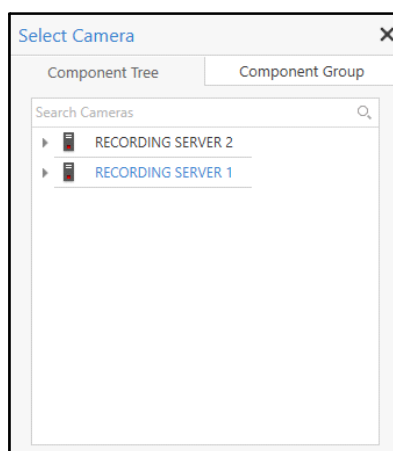 Select Camera
Component Tree
Component Group
Search Cameras
RECORDING SERVER 2
RECORDING SERVER 1